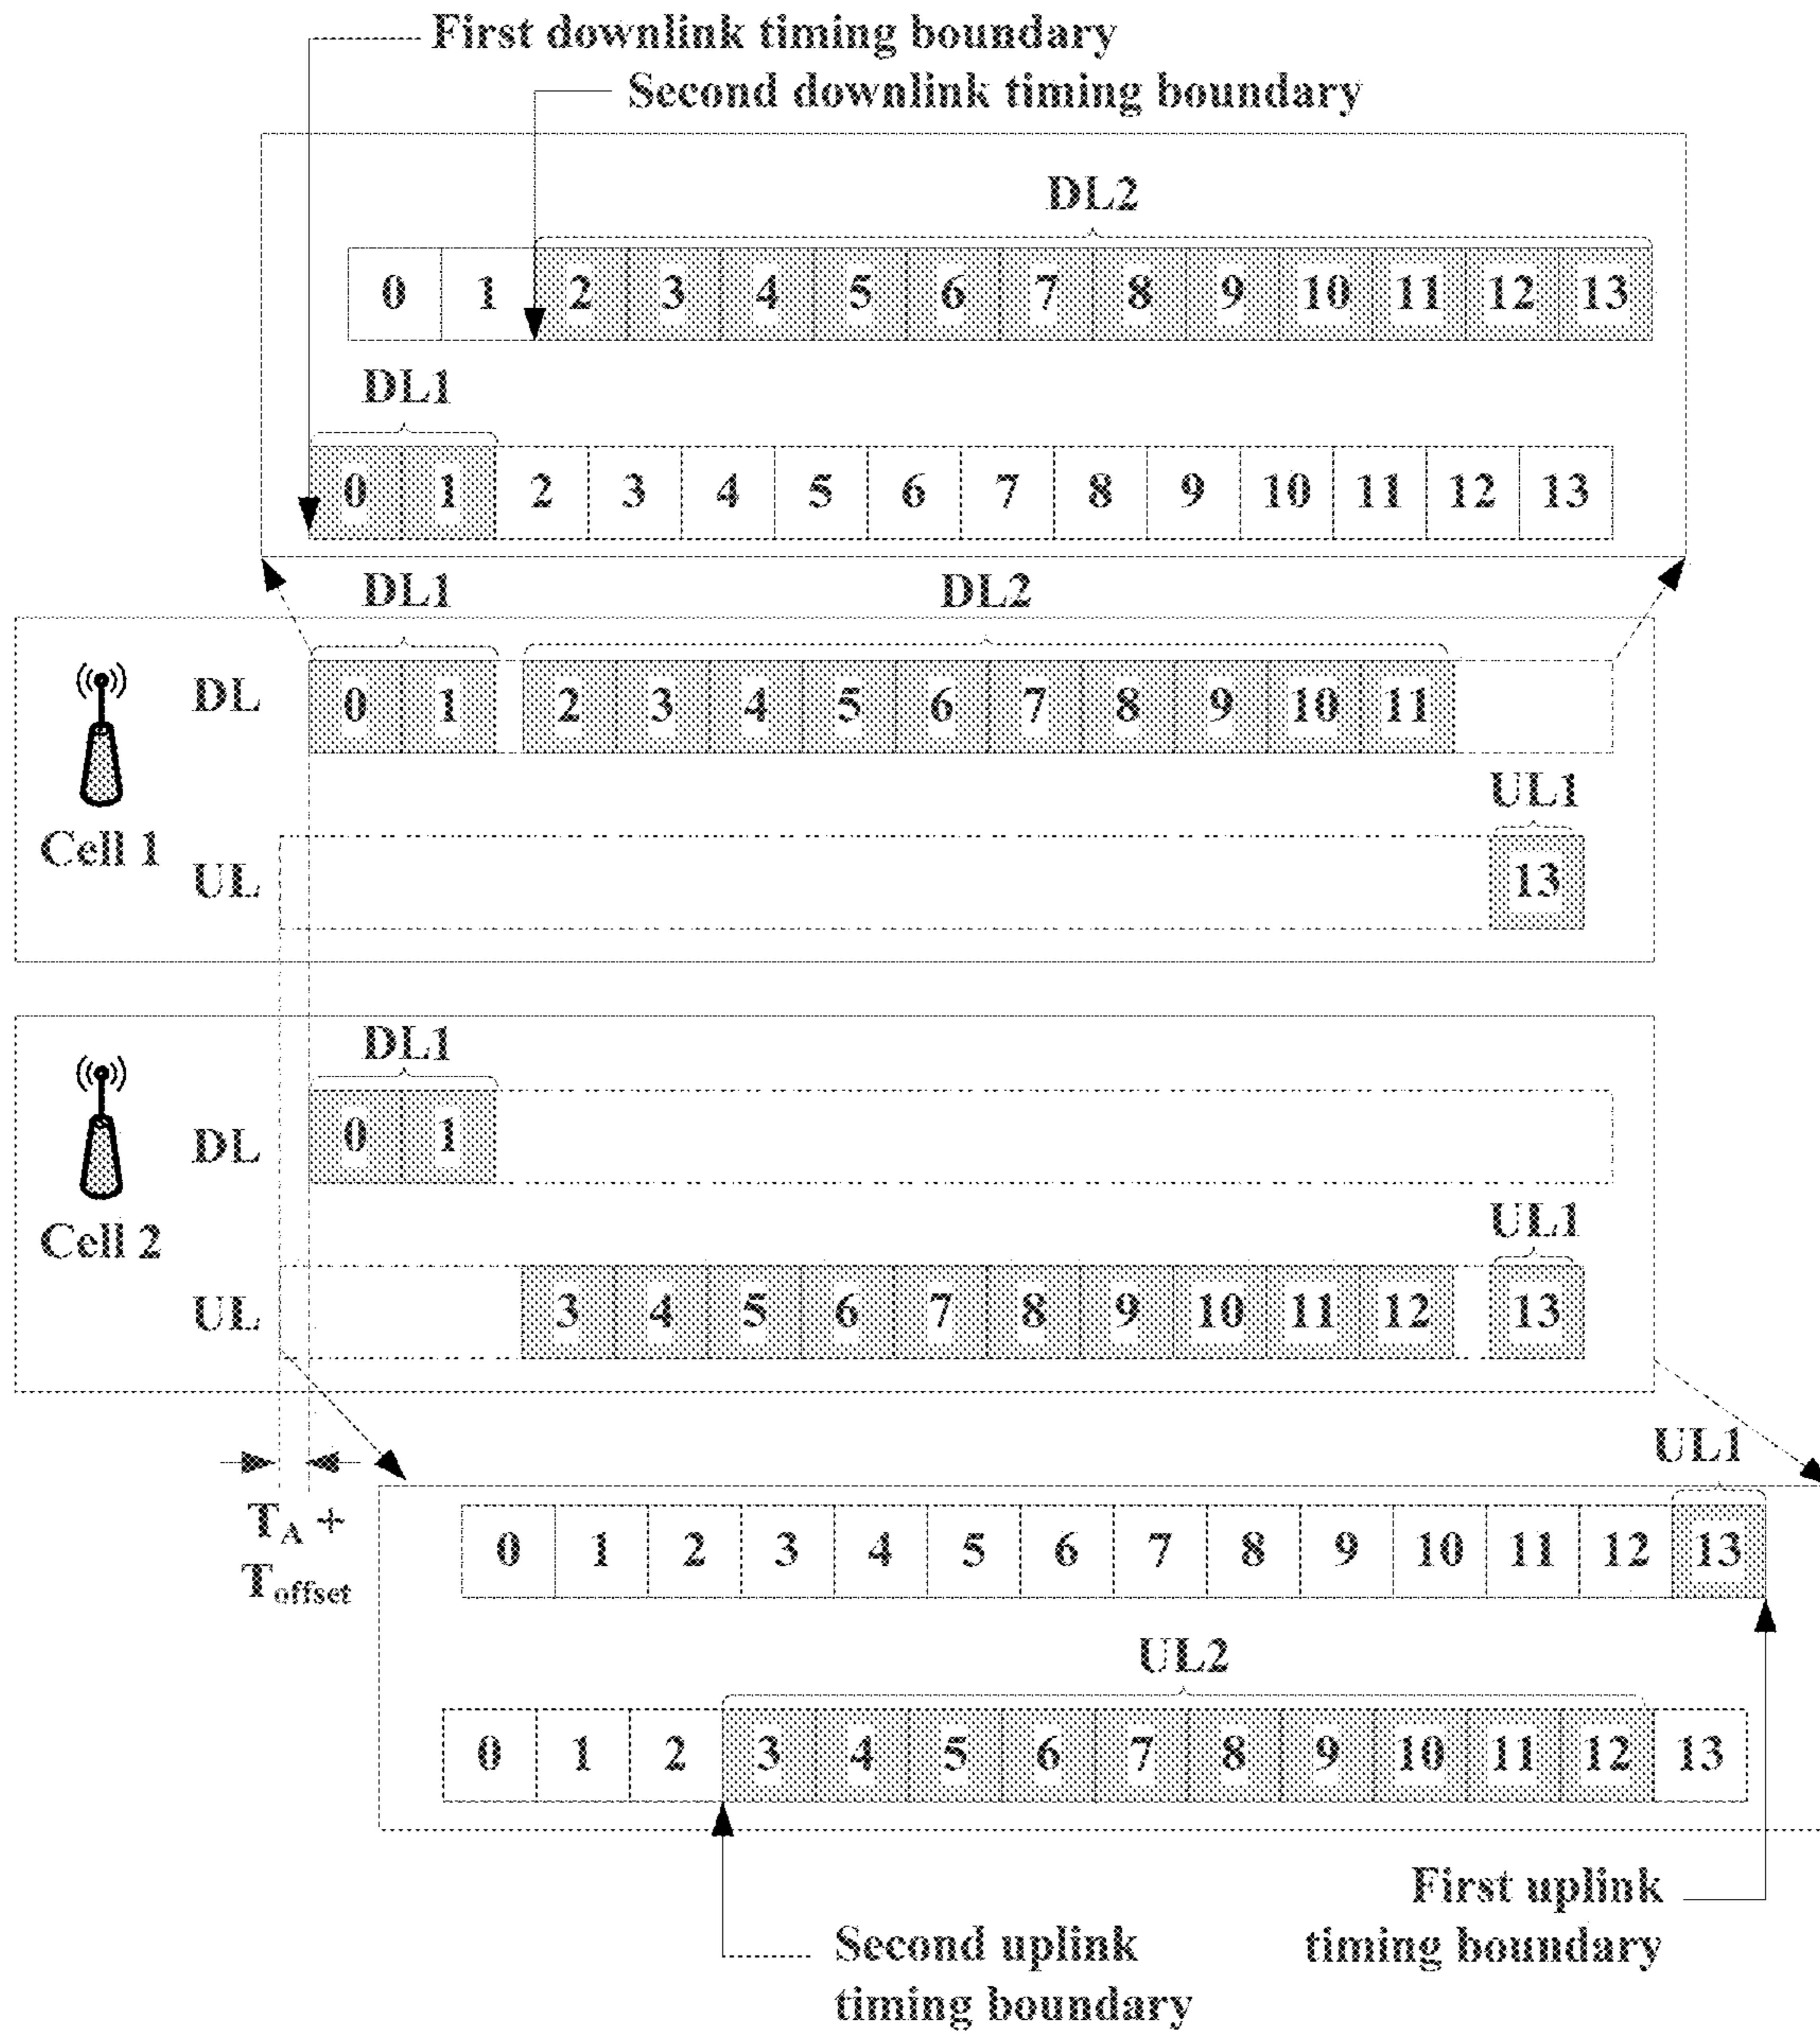 First downlink timing boundary
Second downlink timing boundary
DL2
0 1 2 3 4 5 6 7 8 9 10 11 12 13
DL1
0 1 2 3 4 5 6 7 8 9 10 11 12 13
DL1 DL2
DL 0 1 2 3 4 5 6 7 8 9 10 11
UL1
Cell 1
UL 13
DL1
DL 0 1
UL1
Cell 2
UL 3 4 5 6 7 8 9 10 11 12 13
UL1
TA +
Toffset
0 1 2 3 4 5 6 7 8 9 10 11 12 13
UL2
0 1 2 3 4 5 6 7 8 9 10 11 12 13
First uplink
timing boundary
Second uplink
timing boundary